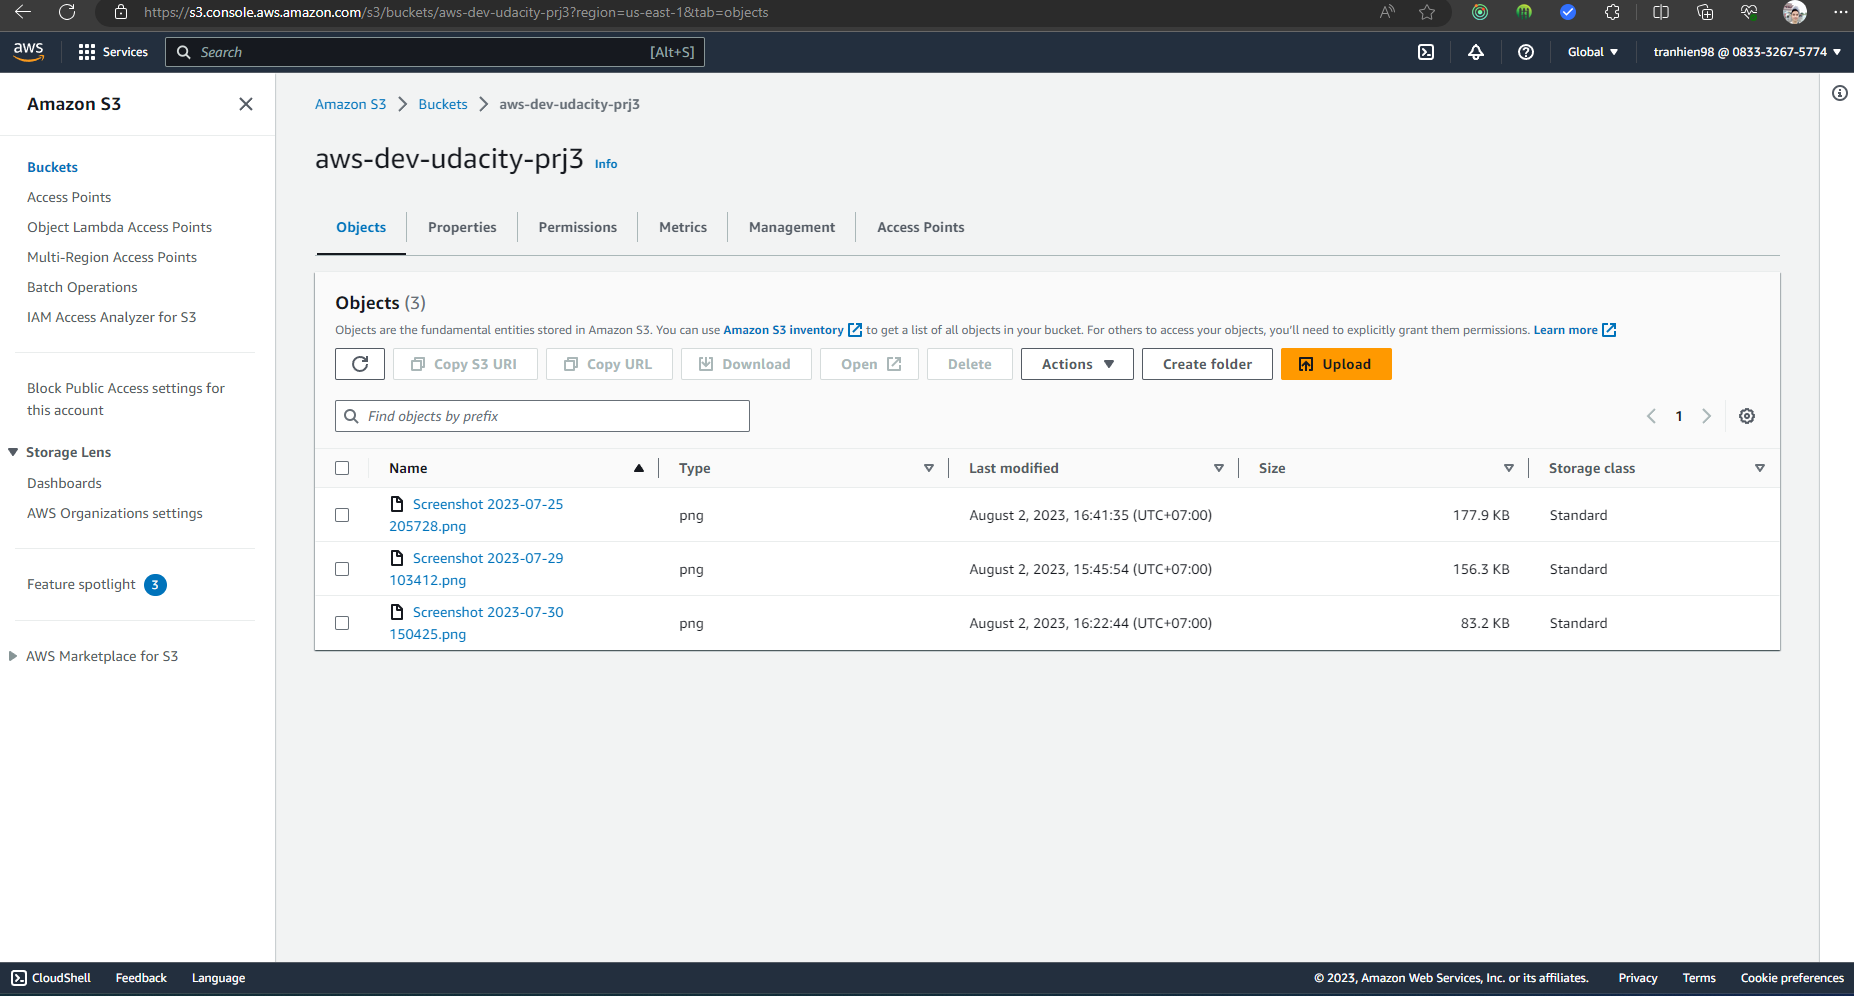 https://s3.console.aws.amazon.com/s3/buckets/aws-dev-udacity-prj3?region=us-east-1&tab=objects
aws Services Search [Alt+S] Global tranhien98 @ 0833-3267-5774
Amazon S3
Buckets
Access Points
Object Lambda Access Points
Multi-Region Access Points
Batch Operations
IAM Access Analyzer for S3
Block Public Access settings for
this account
Storage Lens
Dashboards
AWS Organizations settings
Feature spotlight 3
AWS Marketplace for S3
Amazon S3 Buckets aws-dev-udacity-prj3
aws-dev-udacity-prj3 Info
Objects Properties Permissions Metrics Management Access Points
Objects (3)
Objects are the fundamental entities stored in Amazon S3. You can use Amazon S3 inventory to get a list of all objects in your bucket. For others to access your objects, you'll need to explicitly grant them permissions. Learn more
Copy S3 URI Copy URL Download Open Delete Actions Create folder Upload
Find objects by prefix 1
Name Type Last modified Size Storage class
Screenshot 2023-07-25
205728.png png August 2, 2023, 16:41:35 (UTC+07:00) 177.9 KB Standard
Screenshot 2023-07-29
103412.png png August 2, 2023, 15:45:54 (UTC+07:00) 156.3 KB Standard
Screenshot 2023-07-30
150425.png png August 2, 2023, 16:22:44 (UTC+07:00) 83.2 KB Standard
CloudShell Feedback Language © 2023, Amazon Web Services, Inc. or its affiliates. Privacy Terms Cookie preferences